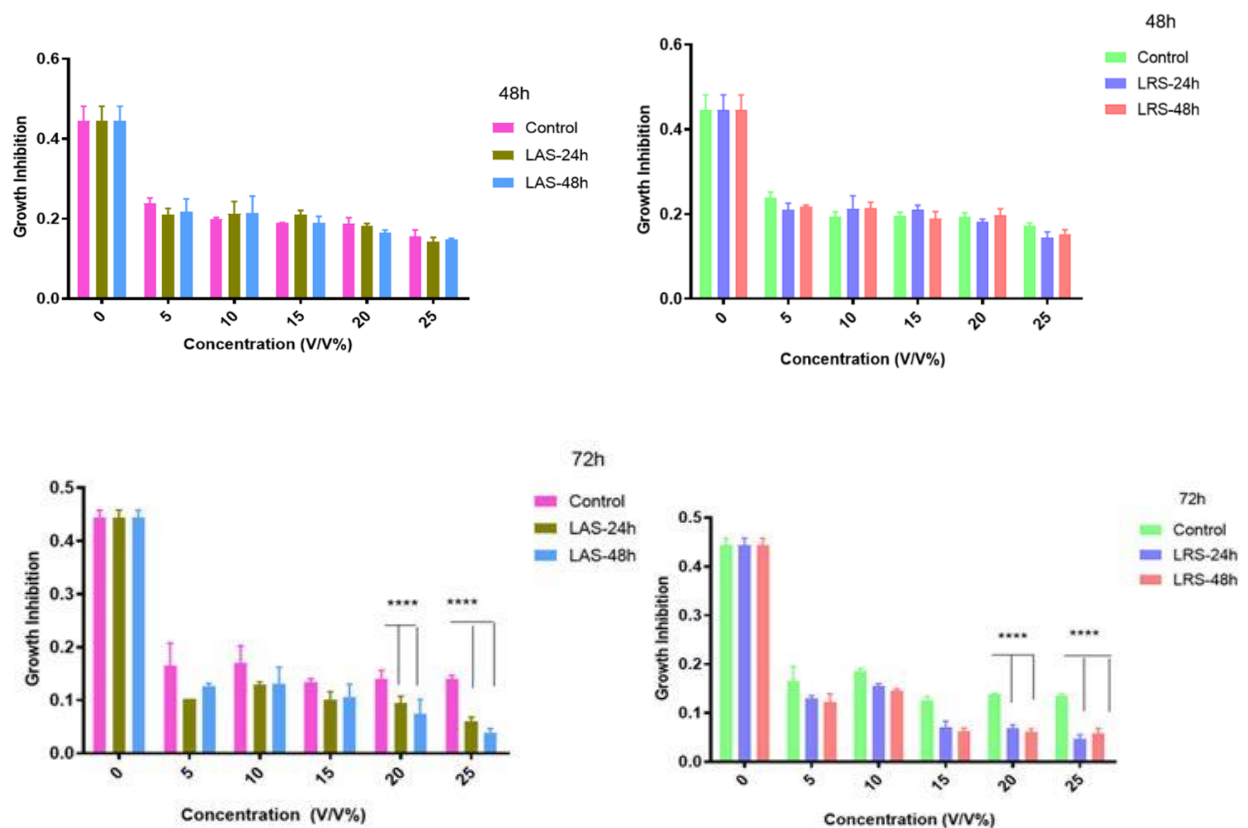 48h
Control
LAS-24h
LAS-48h
Growth Inhibition
0.6
0.4
0.2
0.0
0 5 10 15 20 25
Concentration (V/V%)
48h
Control
LRS-24h
LRS-48h
Growth Inhibition
0.6
0.4
0.2
0.0
0 5 10 15 20 25
Concentration (V/V%)
72h
Control
LAS-24h
LAS-48h
Growth Inhibition
0.5
0.4
0.3
0.2
0.1
0.0
**** ****
0 5 10 15 20 25
Concentration (V/V%)
72h
Control
LRS-24h
LRS-48h
Growth Inhibition
0.5
0.4
0.3
0.2
0.1
0.0
**** ****
0 5 10 15 20 25
Concentration (V/V%)